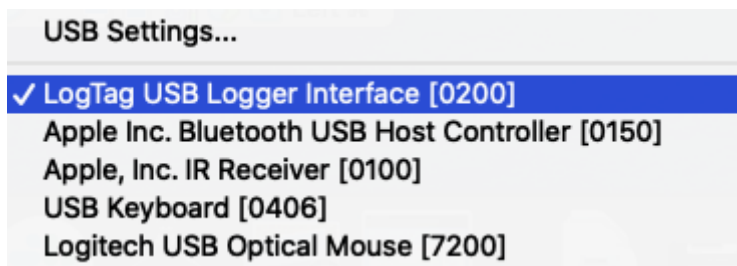 USB Settings...
✓ LogTag USB Logger Interface [0200]
Apple Inc. Bluetooth USB Host Controller [0150]
Apple, Inc. IR Receiver [0100]
USB Keyboard [0406]
Logitech USB Optical Mouse [7200]